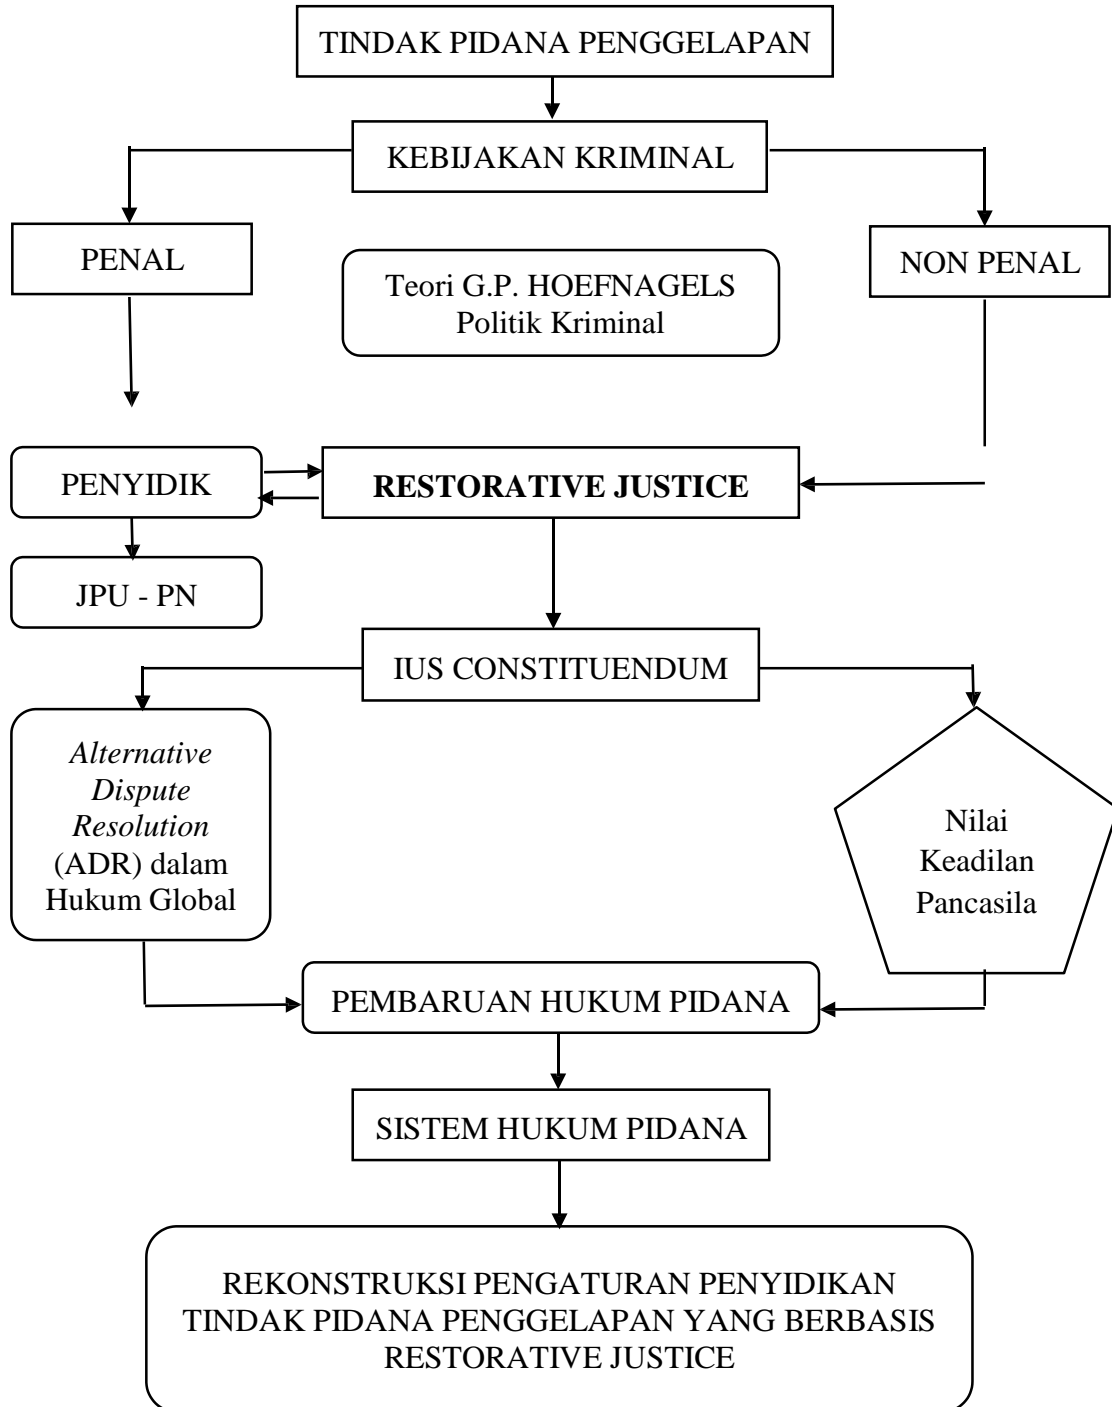 TINDAK PIDANA PENGGELAPAN
KEBIJAKAN KRIMINAL
PENAL
Teori G.P. HOEFNAGELS
Politik Kriminal
NON PENAL
PENYIDIK
RESTORATIVE JUSTICE
JPU - PN
IUS CONSTITUENDUM
Alternative
Dispute
Resolution
(ADR) dalam
Hukum Global
Nilai
Keadilan
Pancasila
PEMBARUAN HUKUM PIDANA
SISTEM HUKUM PIDANA
REKONSTRUKSI PENGATURAN PENYIDIKAN
TINDAK PIDANA PENGGELAPAN YANG BERBASIS
RESTORATIVE JUSTICE